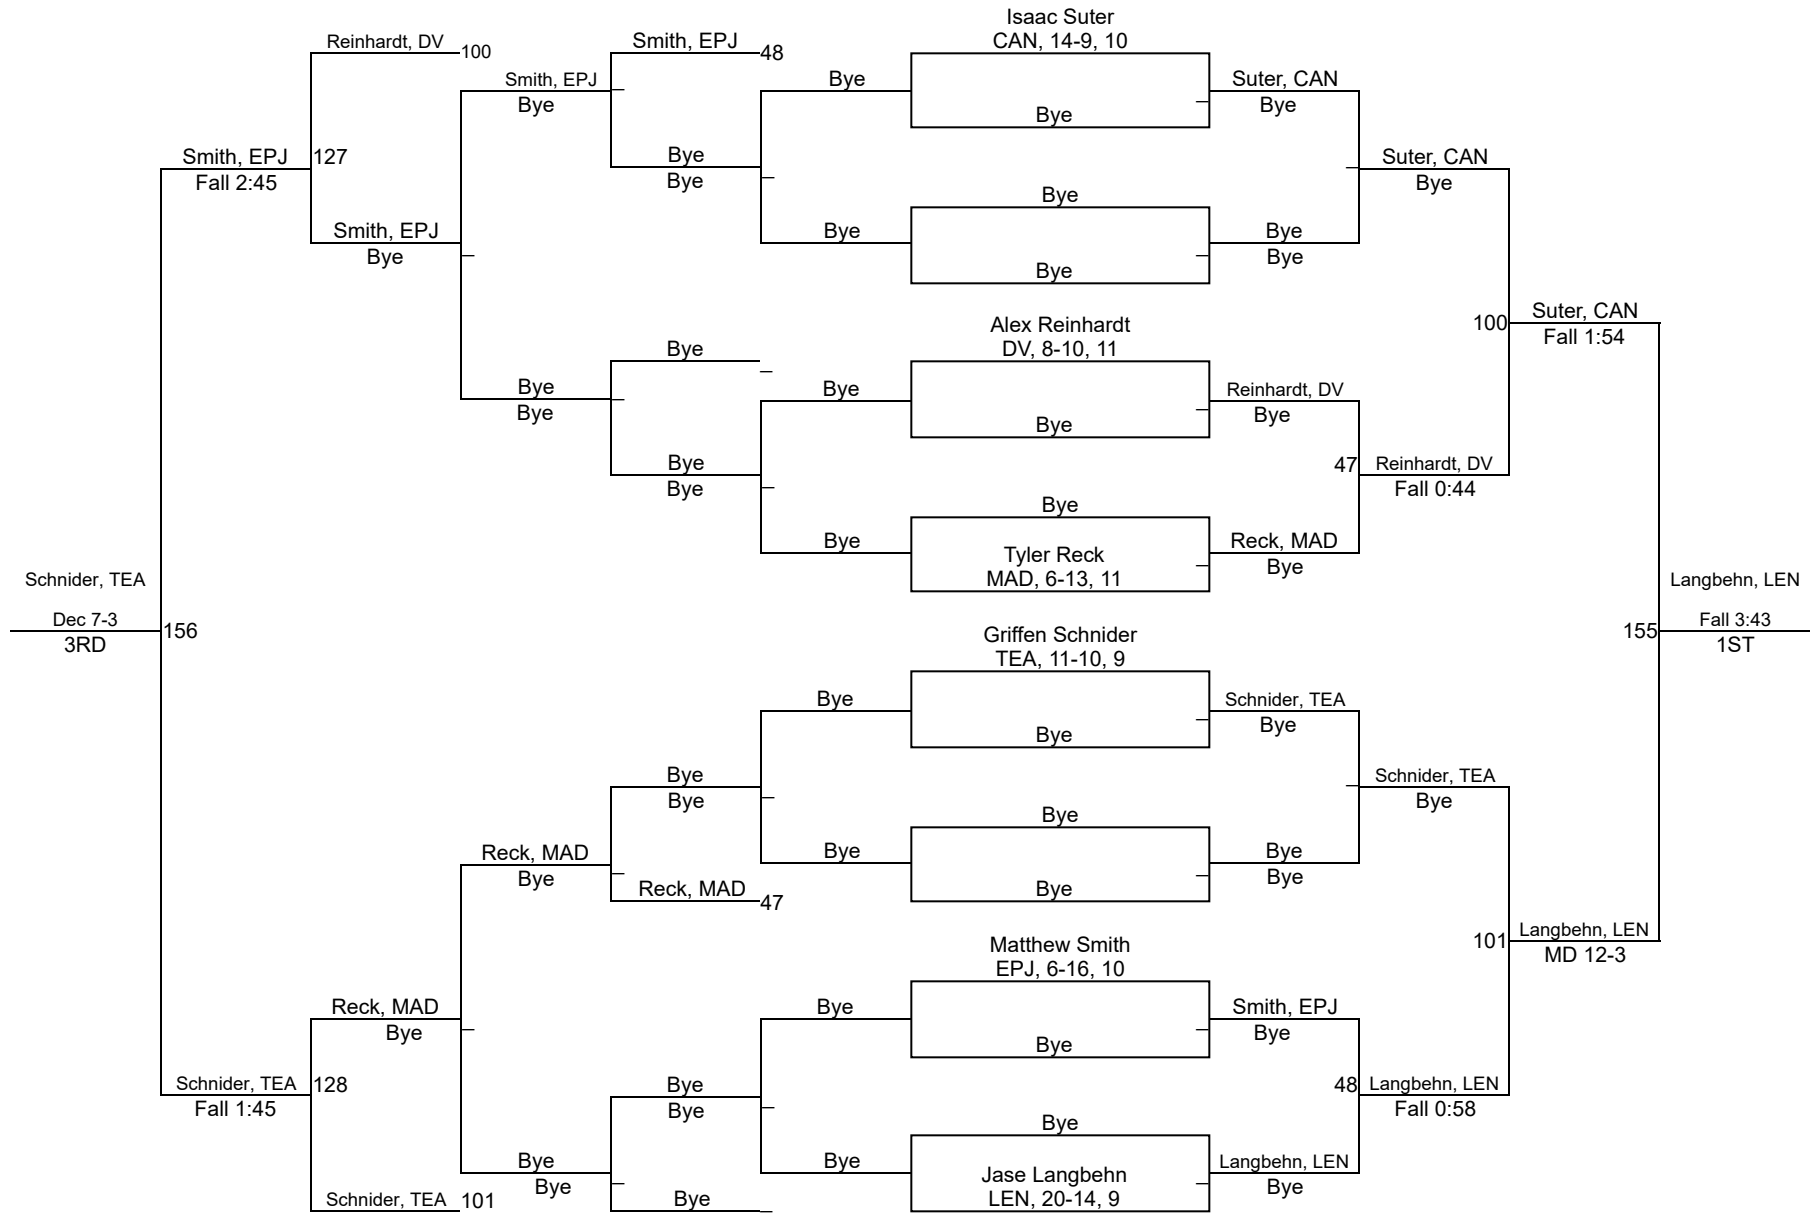 Isaac Suter
CAN, 14-9, 10
Reinhardt, DV
100
Smith, EPJ
48
Smith, EPJ
Bye
Bye
Bye
Suter, CAN
Bye
Smith, EPJ
Fall 2:45
127
Bye
Bye
Suter, CAN
Bye
Bye
Smith, EPJ
Bye
Bye
Bye
Bye
Bye
100
Suter, CAN
Fall 1:54
Alex Reinhardt
DV, 8-10, 11
Bye
Bye
Bye
Bye
Bye
Reinhardt, DV
Bye
Bye
Bye
47
Reinhardt, DV
Fall 0:44
Bye
Bye
Tyler Reck
MAD, 6-13, 11
Reck, MAD
Bye
Schnider, TEA
Dec 7-3
3RD
156
Langbehn, LEN
155
Fall 3:43
1ST
Griffen Schnider
TEA, 11-10, 9
Bye
Bye
Schnider, TEA
Bye
Bye
Bye
Schnider, TEA
Bye
Bye
Reck, MAD
Bye
Bye
Bye
Bye
Bye
Reck, MAD
47
101
Langbehn, LEN
MD 12-3
Matthew Smith
EPJ, 6-16, 10
Reck, MAD
Bye
Bye
Bye
Smith, EPJ
Bye
Schnider, TEA
Fall 1:45
128
Bye
Bye
48
Langbehn, LEN
Fall 0:58
Bye
Bye
Bye
Bye
Jase Langbehn
LEN, 20-14, 9
Langbehn, LEN
Bye
Schnider, TEA
101
Bye